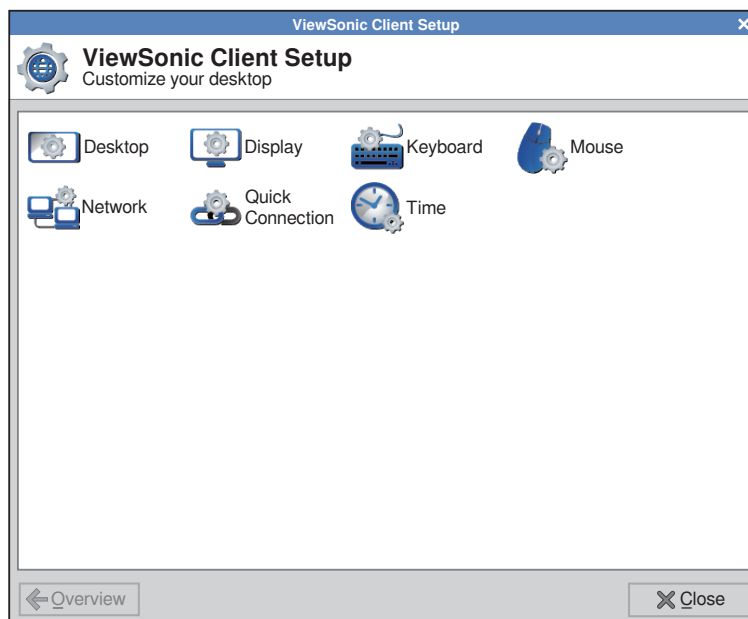 ViewSonic Client Setup
ViewSonic Client Setup
Customize your desktop
Desktop
Display
Keyboard
Mouse
Network
Quick
Connection
Time
Overview
Close